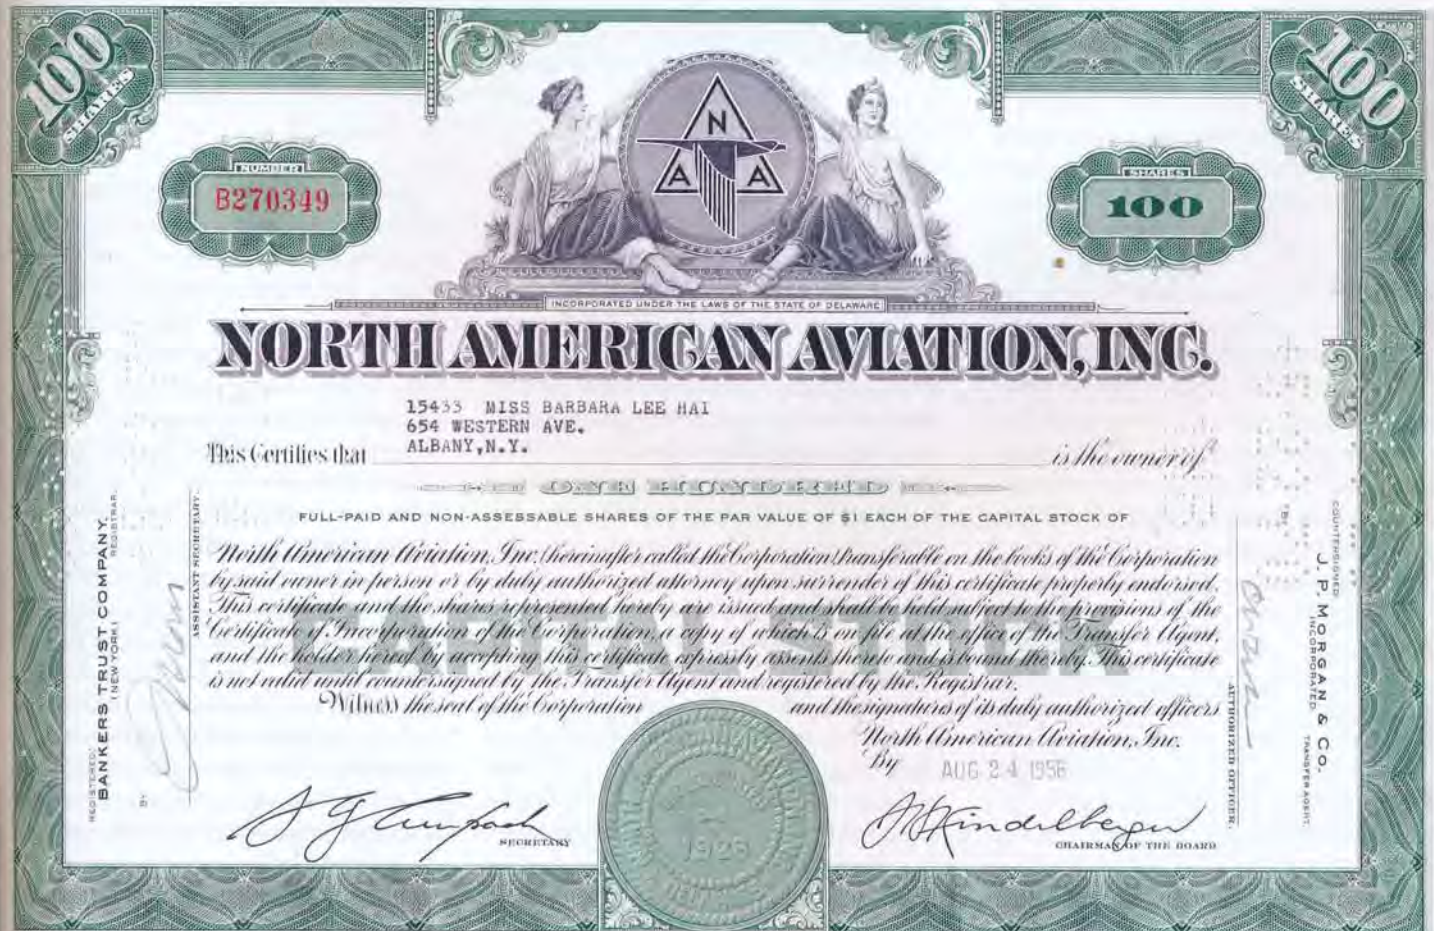 100 SHARES
100 SHARES
NUMBER
B270349
SHARES
100
N
A A
INCORPORATED UNDER THE LAWS OF THE STATE OF DELAWARE
NORTH AMERICAN AVIATION, INC.
15433 MISS BARBARA LEE HAI
654 WESTERN AVE.
ALBANY, N.Y.
This Certifies that
is the owner of
ONE HUNDRED
FULL-PAID AND NON-ASSESSABLE SHARES OF THE PAR VALUE OF $1 EACH OF THE CAPITAL STOCK OF
North American Aviation, Inc. (hereinafter called the Corporation) transferable on the books of the Corporation
by said owner in person or by duly authorized attorney upon surrender of this certificate properly endorsed.
This certificate and the shares represented hereby are issued and shall be held subject to the provisions of the
Certificate of Incorporation of the Corporation, a copy of which is on file at the office of the Transfer Agent,
and the holder hereof by accepting this certificate expressly assents thereto and is bound thereby. This certificate
is not valid until countersigned by the Transfer Agent and registered by the Registrar.
CAPITAL STOCK
Witness the seal of the Corporation and the signatures of its duly authorized officers
North American Aviation, Inc.
By AUG 24 1956
SECRETARY
1928
CHAIRMAN OF THE BOARD
REGISTERED:
BANKERS TRUST COMPANY,
(NEW YORK) REGISTRAR.
BY
ASSISTANT SECRETARY.
COUNTERSIGNED
J. P. MORGAN & CO.
INCORPORATED
TRANSFER AGENT.
AUTHORIZED OFFICER.